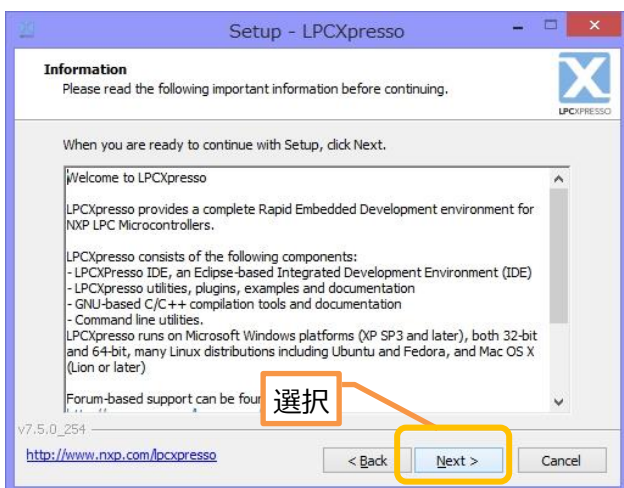 Setup - LPCXpresso
Information
Please read the following important information before continuing.
LPCXPRESSO
When you are ready to continue with Setup, click Next.
Welcome to LPCXpresso
LPCXpresso provides a complete Rapid Embedded Development environment for
NXP LPC Microcontrollers.
LPCXpresso consists of the following components:
- LPCXPresso IDE, an Eclipse-based Integrated Development Environment (IDE)
- LPCXpresso utilities, plugins, examples and documentation
- GNU-based C/C++ compilation tools and documentation
- Command line utilities.
LPCXpresso runs on Microsoft Windows platforms (XP SP3 and later), both 32-bit
and 64-bit, many Linux distributions including Ubuntu and Fedora, and Mac OS X
(Lion or later)
Forum-based support can be four
選択
v7.5.0_254
http://www.nxp.com/lpcxpresso
< Back
Next >
Cancel